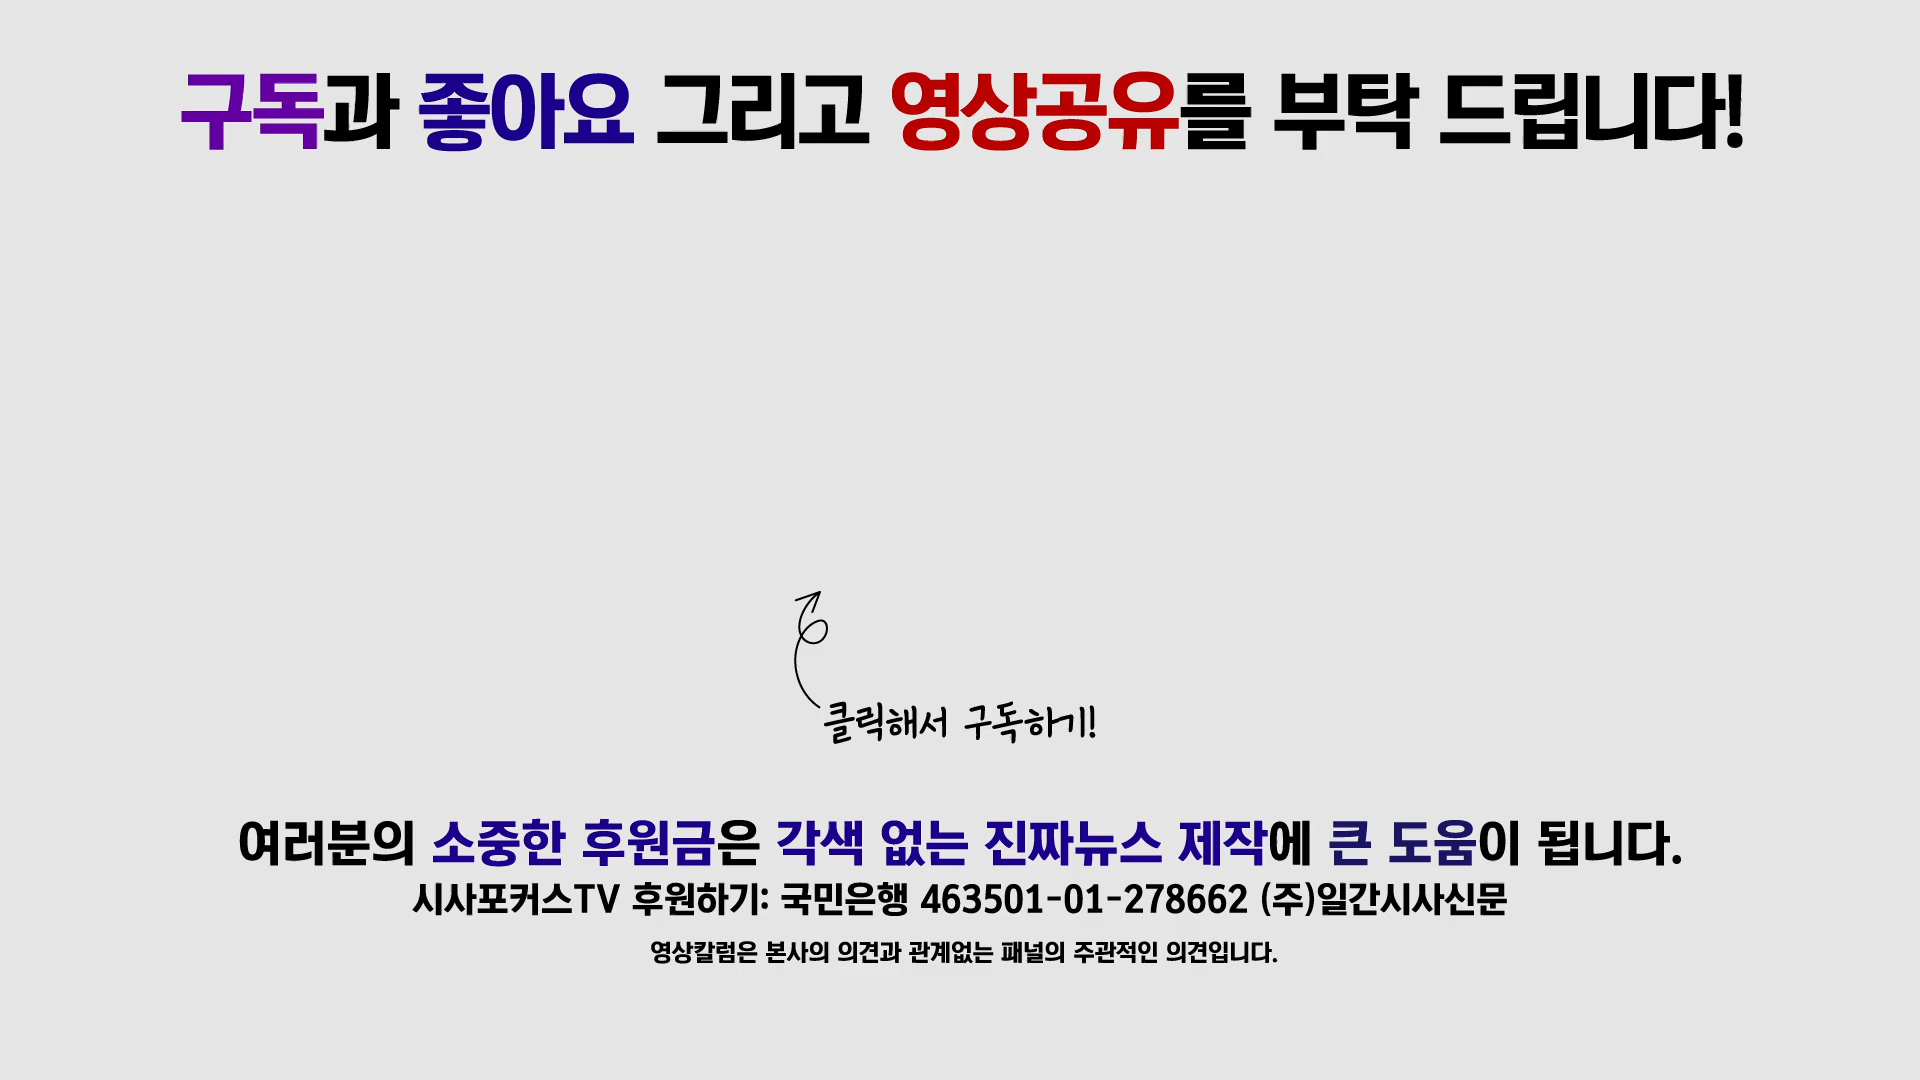 구독과 좋아요 그리고 영상공유를 부탁 드립니다!
클릭해서 구독하기!
여러분의 소중한 후원금은 각색 없는 진짜뉴스 제작에 큰 도움이 됩니다.
시사포커스TV 후원하기: 국민은행 463501-01-278662 (주)일간시사신문
영상칼럼은 본사의 의견과 관계없는 패널의 주관적인 의견입니다.